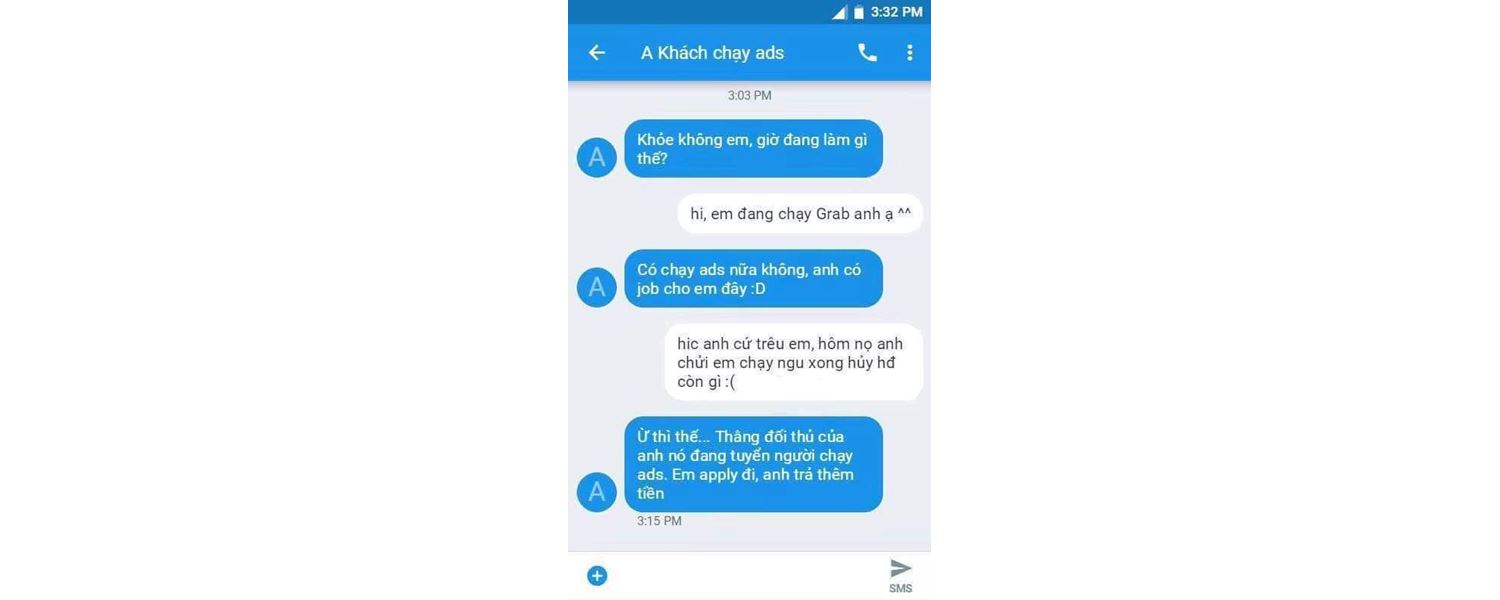 3:32 PM
A Khách chạy ads
3:03 PM
Khỏe không em, giờ đang làm gì
thế?
A
hi, em đang chạy Grab anh ạ ^^
Có chạy ads nữa không, anh có
job cho em đây :D
A
hic anh cứ trêu em, hôm nọ anh
chửi em chạy ngu xong hủy hđ
còn gì :(
Ừ thì thế... Thằng đối thủ của
anh nó đang tuyển người chạy
ads. Em apply đi, anh trả thêm
tiền
A
3:15 PM
SMS